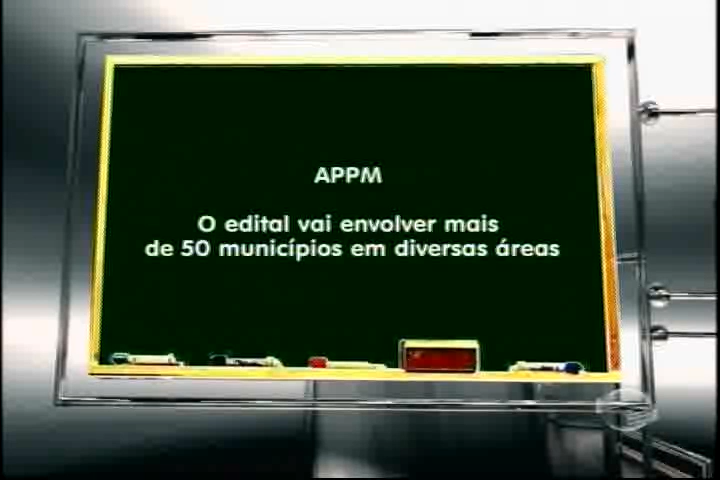 APPM
O edital vai envolver mais
de 50 municípios em diversas áreas